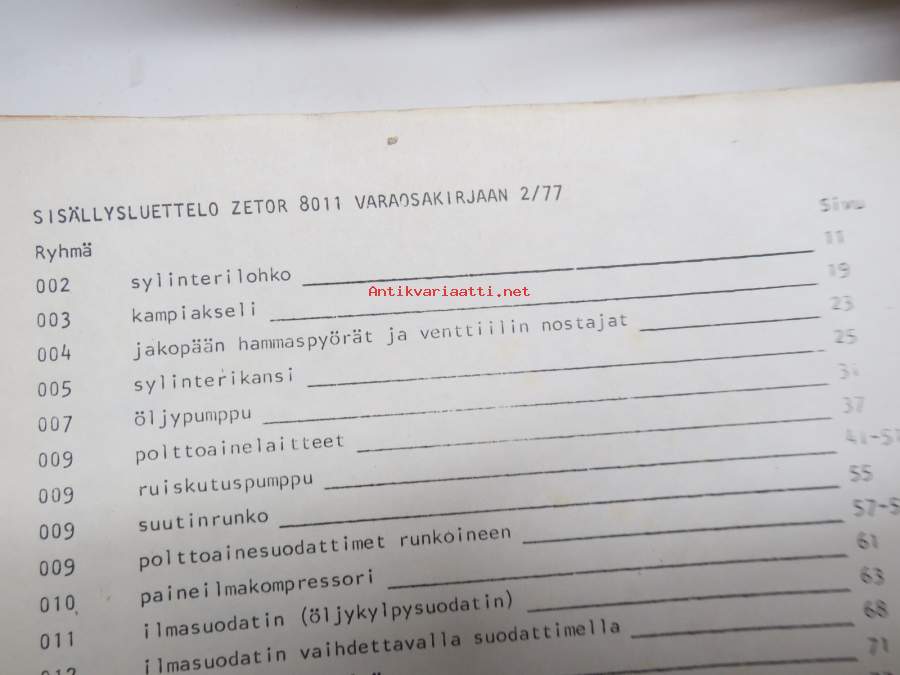 SISÄLLYSLUETTELO ZETOR 8011 VARAOSAKIRJAAN 2/77
Ryhmä Sivu
002 sylinterilohko 11
Antikvariaatti.net
003 kampiakseli 19
004 jakopään hammaspyörät ja venttiilin nostajat 23
005 sylinterikansi 25
007 öljypumppu
009 polttoainelaitteet 37
009 ruiskutuspumppu
009 suutinrunko 55
009 polttoainesuodattimet runkoineen
010 paineilmakompressori 61
011 ilmasuodatin (öljykylpysuodatin) 63
012 ilmasuodatin vaihdettavalla suodattimella 68
71